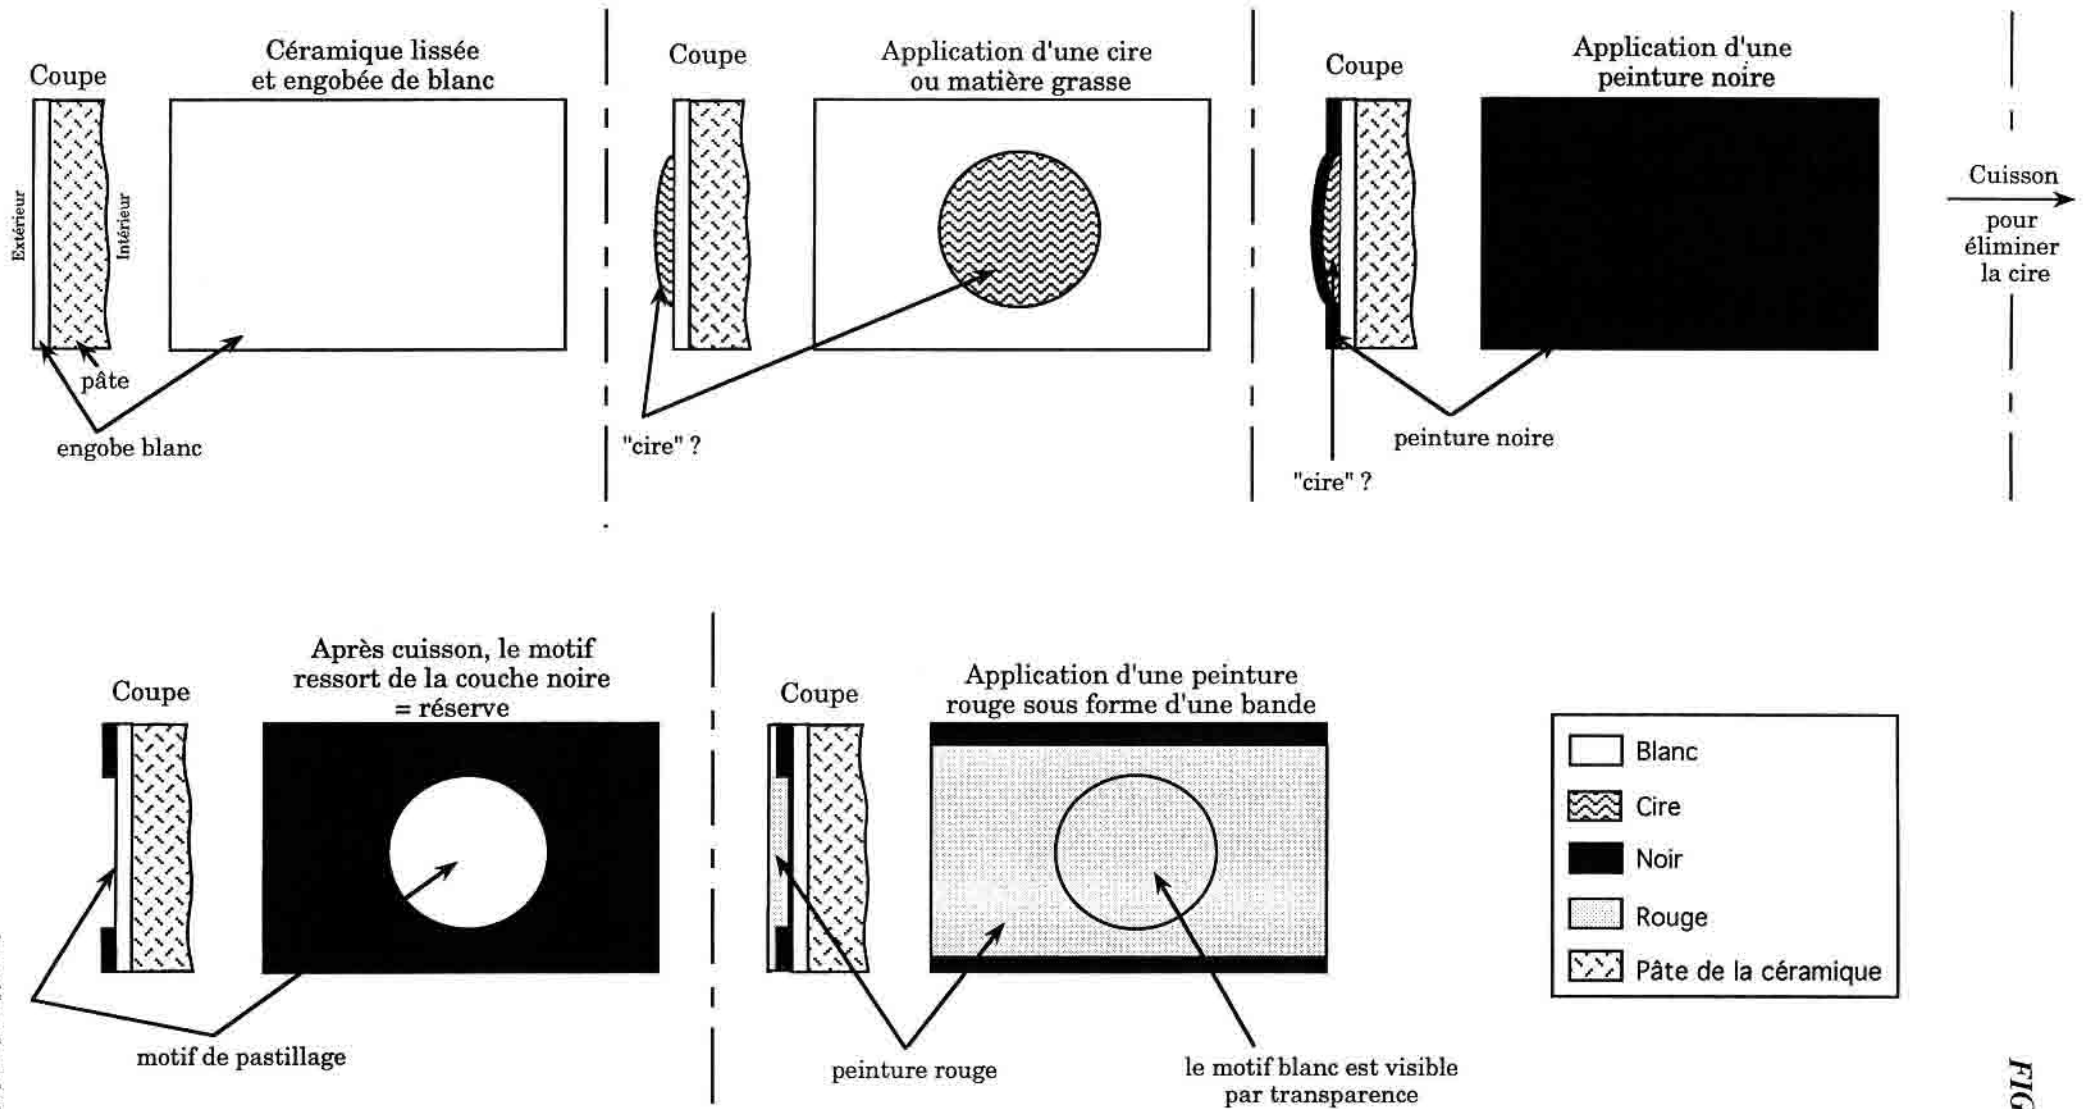 Coupe
Céramique lissée
et engobée de blanc
Extérieur
Intérieur
pâte
engobe blanc
Coupe
Application d'une cire
ou matière grasse
"cire" ?
Coupe
Application d'une
peinture noire
peinture noire
"cire" ?
Cuisson
pour
éliminer
la cire
Coupe
Après cuisson, le motif
ressort de la couche noire
= réserve
motif de pastillage
Coupe
Application d'une peinture
rouge sous forme d'une bande
peinture rouge
le motif blanc est visible
par transparence
Blanc
Cire
Noir
Rouge
Pâte de la céramique
FIG